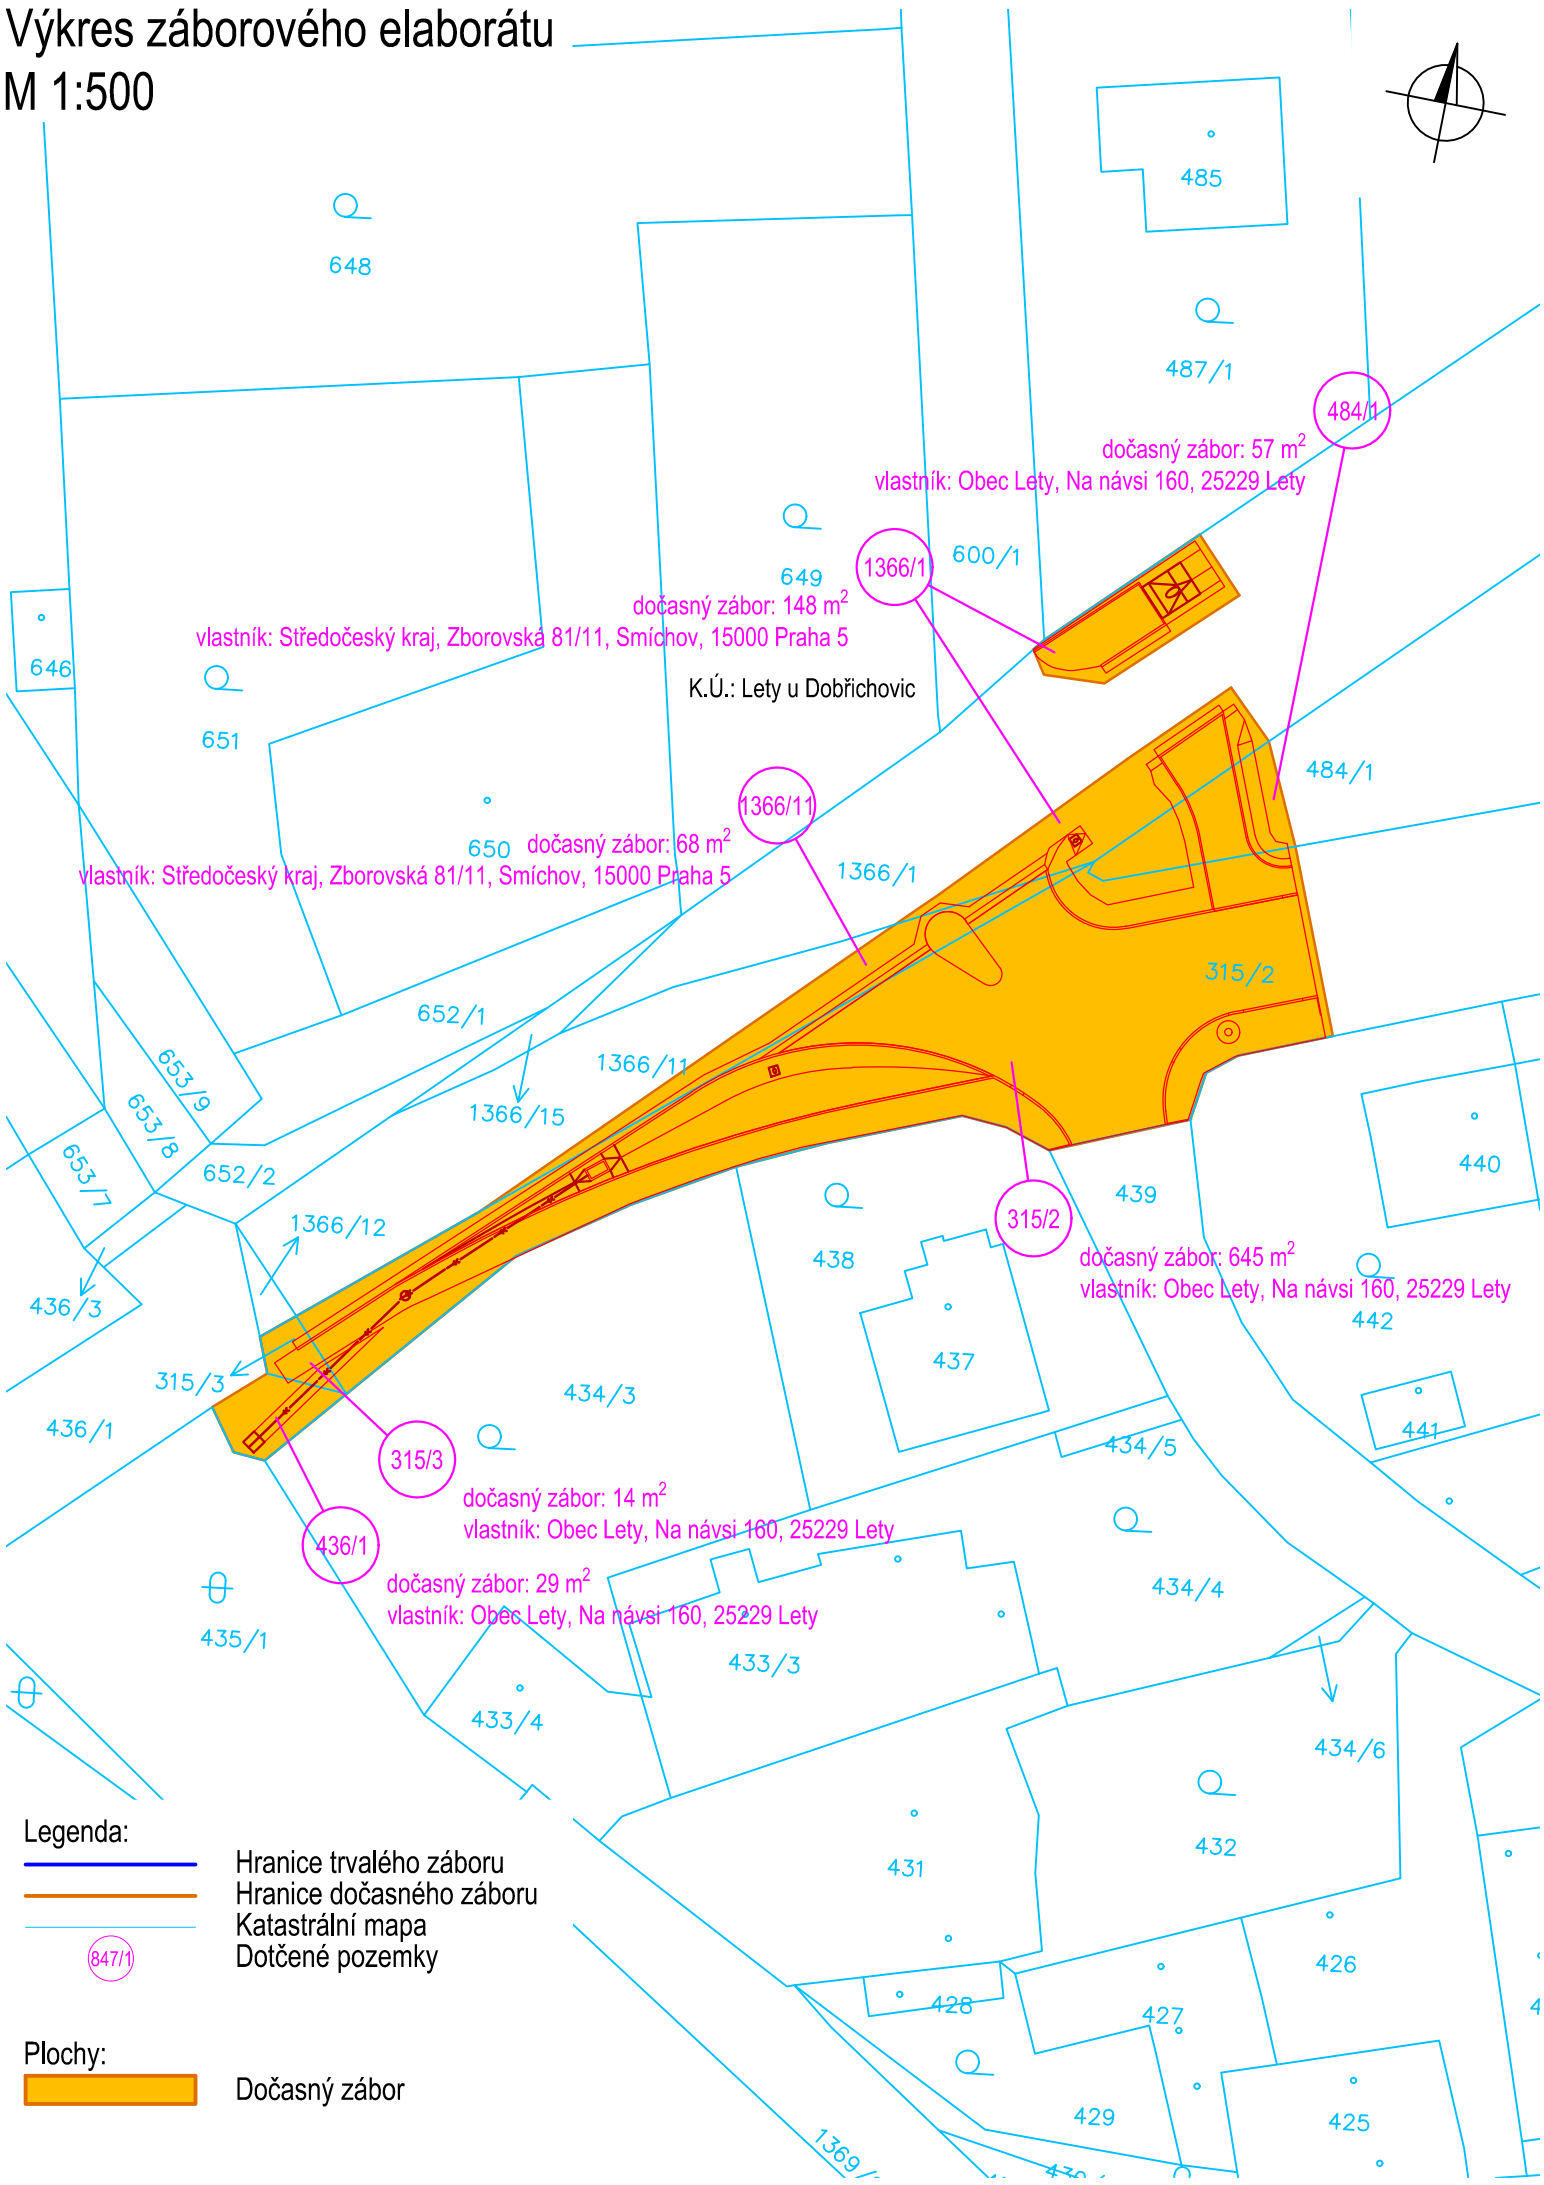 Výkres záborového elaborátu
M 1:500
485
648
487/1
484/1
dočasný zábor: 57 m²
vlastník: Obec Lety, Na návsi 160, 25229 Lety
600/1
1366/1
649
dočasný zábor: 148 m²
vlastník: Středočeský kraj, Zborovská 81/11, Smíchov, 15000 Praha 5
646
K.Ú.: Lety u Dobřichovic
651
484/1
1366/11
650
dočasný zábor: 68 m²
vlastník: Středočeský kraj, Zborovská 81/11, Smíchov, 15000 Praha 5
1366/1
315/2
652/1
1366/11
653/9
1366/15
653/8
653/7
652/2
440
439
315/2
1366/12
438
dočasný zábor: 645 m²
vlastník: Obec Lety, Na návsi 160, 25229 Lety
436/3
442
437
315/3
434/3
436/1
441
434/5
315/3
dočasný zábor: 14 m²
vlastník: Obec Lety, Na návsi 160, 25229 Lety
436/1
dočasný zábor: 29 m²
vlastník: Obec Lety, Na návsi 160, 25229 Lety
434/4
435/1
433/3
433/4
434/6
432
431
Legenda:
Hranice trvalého záboru
Hranice dočasného záboru
Katastrální mapa
847/1
Dotčené pozemky
426
428
427
Plochy:
Dočasný zábor
429
425